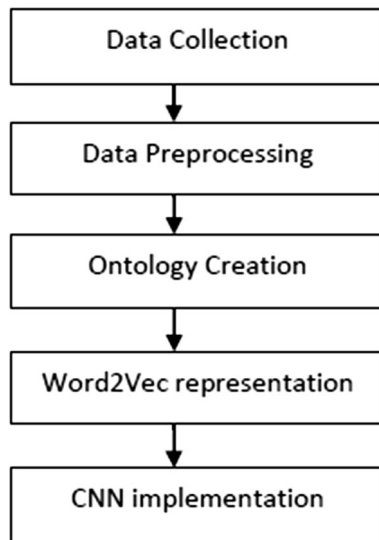 Data Collection
Data Preprocessing
Ontology Creation
Word2Vec representation
CNN implementation